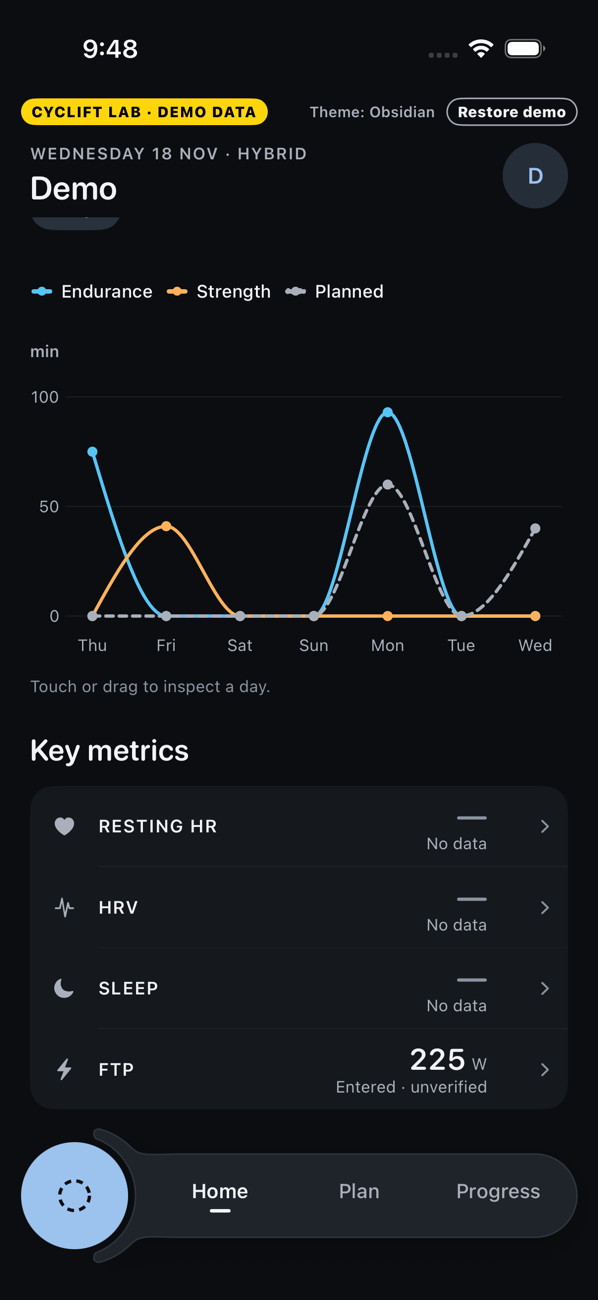 9:48
CYCLIFT LAB · DEMO DATA
Theme: Obsidian
Restore demo
WEDNESDAY 18 NOV · HYBRID
Demo
D
Endurance
Strength
Planned
min
100
50
0
Thu Fri Sat Sun Mon Tue Wed
Touch or drag to inspect a day.
Key metrics
RESTING HR
No data
HRV
No data
SLEEP
No data
FTP
225 W
Entered · unverified
Home
Plan
Progress